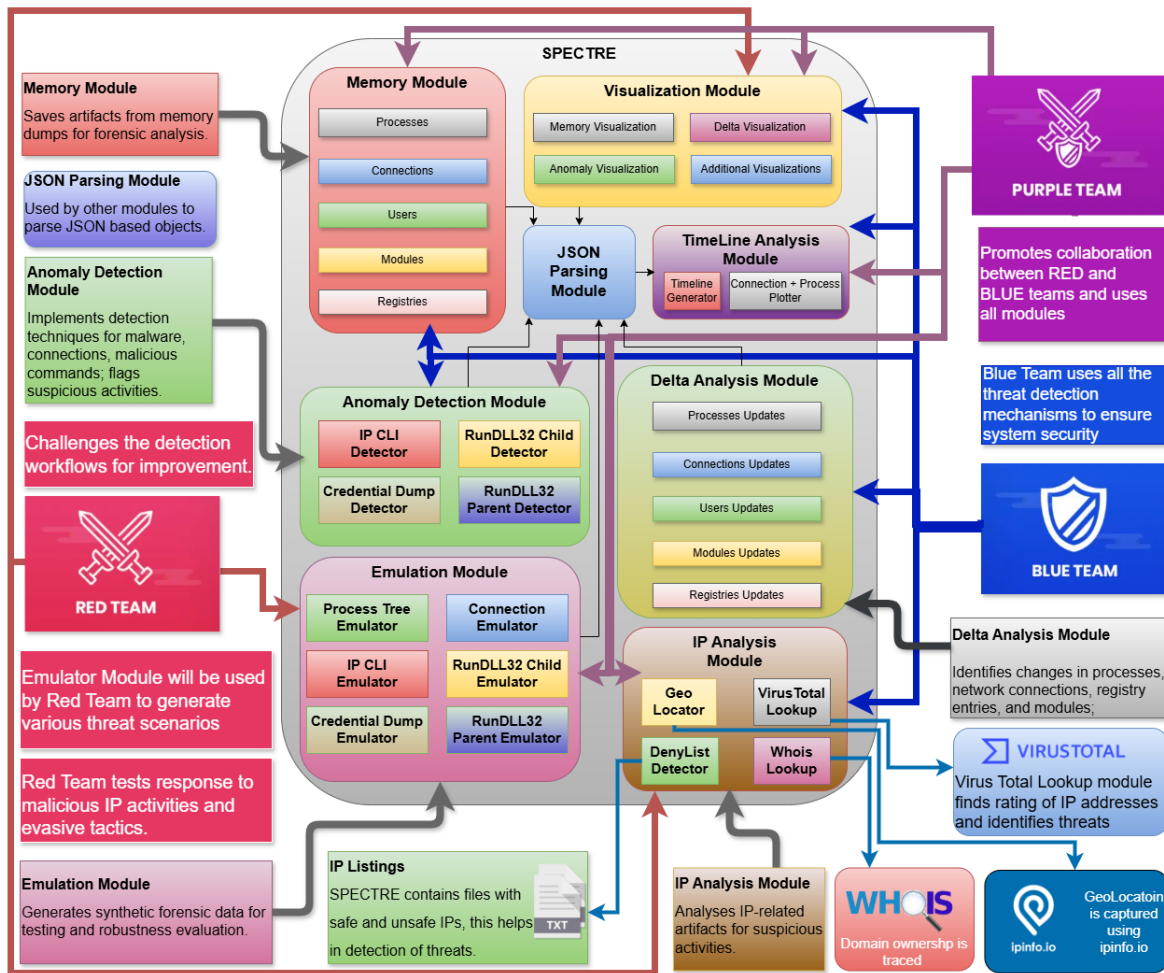 SPECTRE
Memory Module
Saves artifacts from memory
dumps for forensic analysis.
JSON Parsing Module
Used by other modules to
parse JSON based objects.
Anomaly Detection
Module
Implements detection
techniques for malware,
connections, malicious
commands; flags
suspicious activities.
Challenges the detection
workflows for improvement.
RED TEAM
Emulator Module will be used
by Red Team to generate
various threat scenarios
Red Team tests response to
malicious IP activities and
evasive tactics.
Emulation Module
Generates synthetic forensic data for
testing and robustness evaluation.
Memory Module
Processes
Connections
Users
Modules
Registries
Visualization Module
Memory Visualization
Delta Visualization
Anomaly Visualization
Additional Visualizations
JSON
Parsing
Module
TimeLine Analysis
Module
Timeline
Generator
Connection + Process
Plotter
Anomaly Detection Module
IP CLI
Detector
RunDLL32 Child
Detector
Credential Dump
Detector
RunDLL32
Parent Detector
Delta Analysis Module
Processes Updates
Connections Updates
Users Updates
Modules Updates
Registries Updates
Emulation Module
Process Tree
Emulator
Connection
Emulator
IP CLI
Emulator
RunDLL32 Child
Emulator
Credential Dump
Emulator
RunDLL32
Parent Emulator
IP Analysis
Module
Geo
Locator
VirusTotal
Lookup
DenyList
Detector
Whois
Lookup
PURPLE TEAM
Promotes collaboration
between RED and
BLUE teams and uses
all modules
Blue Team uses all the
threat detection
mechanisms to ensure
system security
BLUE TEAM
Delta Analysis Module
Identifies changes in processes,
network connections, registry
entries, and modules;
VIRUSTOTAL
Virus Total Lookup module
finds rating of IP addresses
and identifies threats
IP Listings
SPECTRE contains files with
safe and unsafe IPs, this helps
in detection of threats.
TXT
IP Analysis Module
Analyses IP-related
artifacts for suspicious
activities.
WHOIS
Domain ownershp is
traced
ipinfo.io
GeoLocatoin
is captured
using
ipinfo.io